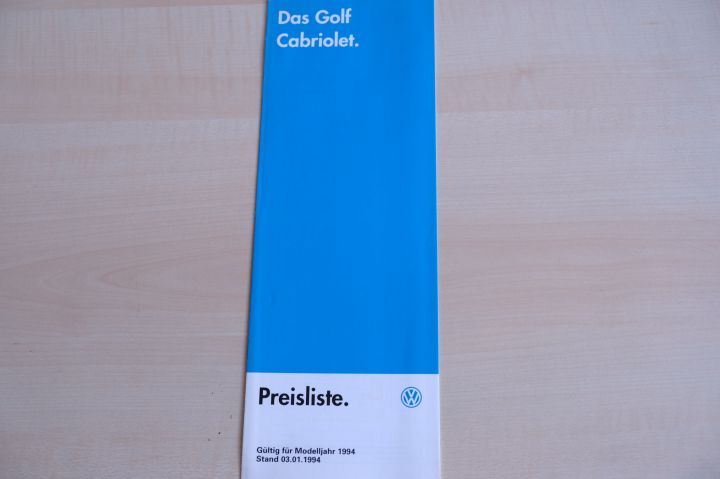 Das Golf
Cabriolet.
Preisliste.
Gültig für Modelljahr 1994
Stand 03.01.1994